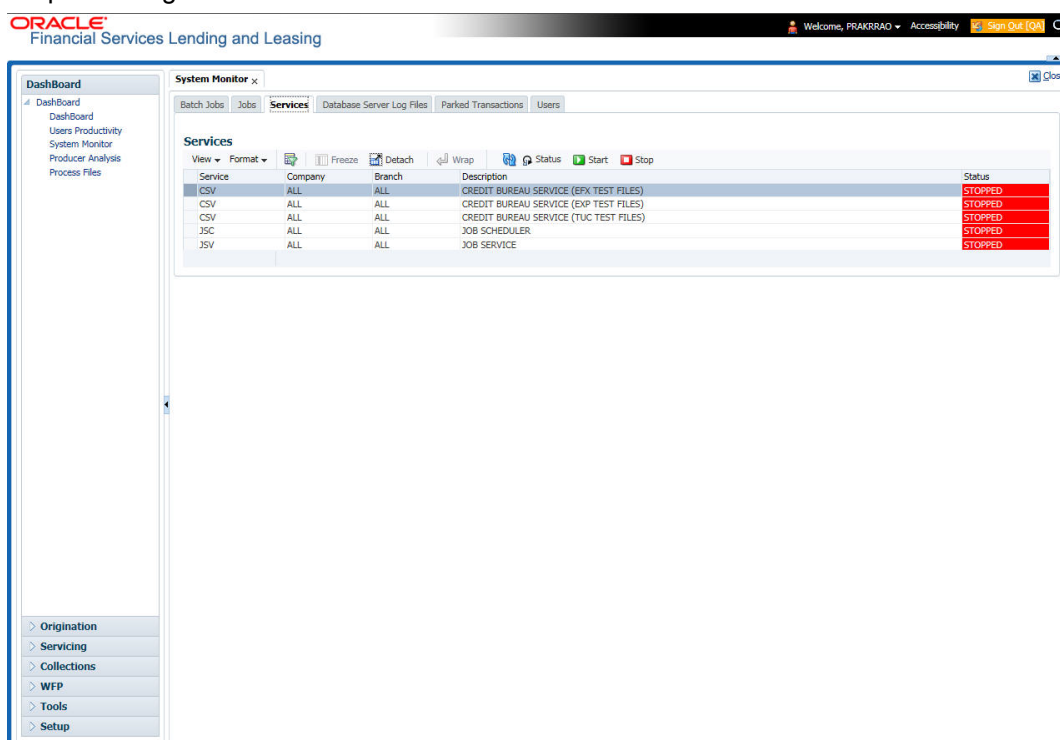 ORACLE
Financial Services Lending and Leasing
Welcome, PRAKRRAO Accessibility Sign Out [QA]
DashBoard
DashBoard
DashBoard
Users Productivity
System Monitor
Producer Analysis
Process Files
Origination
Servicing
Collections
WFP
Tools
Setup
System Monitor x
Clos
Batch Jobs Jobs Services Database Server Log Files Parked Transactions Users
Services
View Format Freeze Detach Wrap Status Start Stop
Service Company Branch Description Status
CSV ALL ALL CREDIT BUREAU SERVICE (EFX TEST FILES) STOPPED
CSV ALL ALL CREDIT BUREAU SERVICE (EXP TEST FILES) STOPPED
CSV ALL ALL CREDIT BUREAU SERVICE (TUC TEST FILES) STOPPED
JSC ALL ALL JOB SCHEDULER STOPPED
JSV ALL ALL JOB SERVICE STOPPED